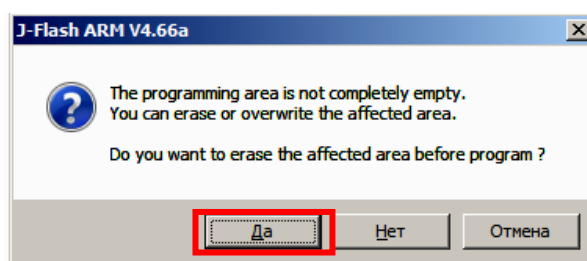 J-Flash ARM V4.66a
The programming area is not completely empty.
You can erase or overwrite the affected area.
Do you want to erase the affected area before program ?
Да Нет Отмена